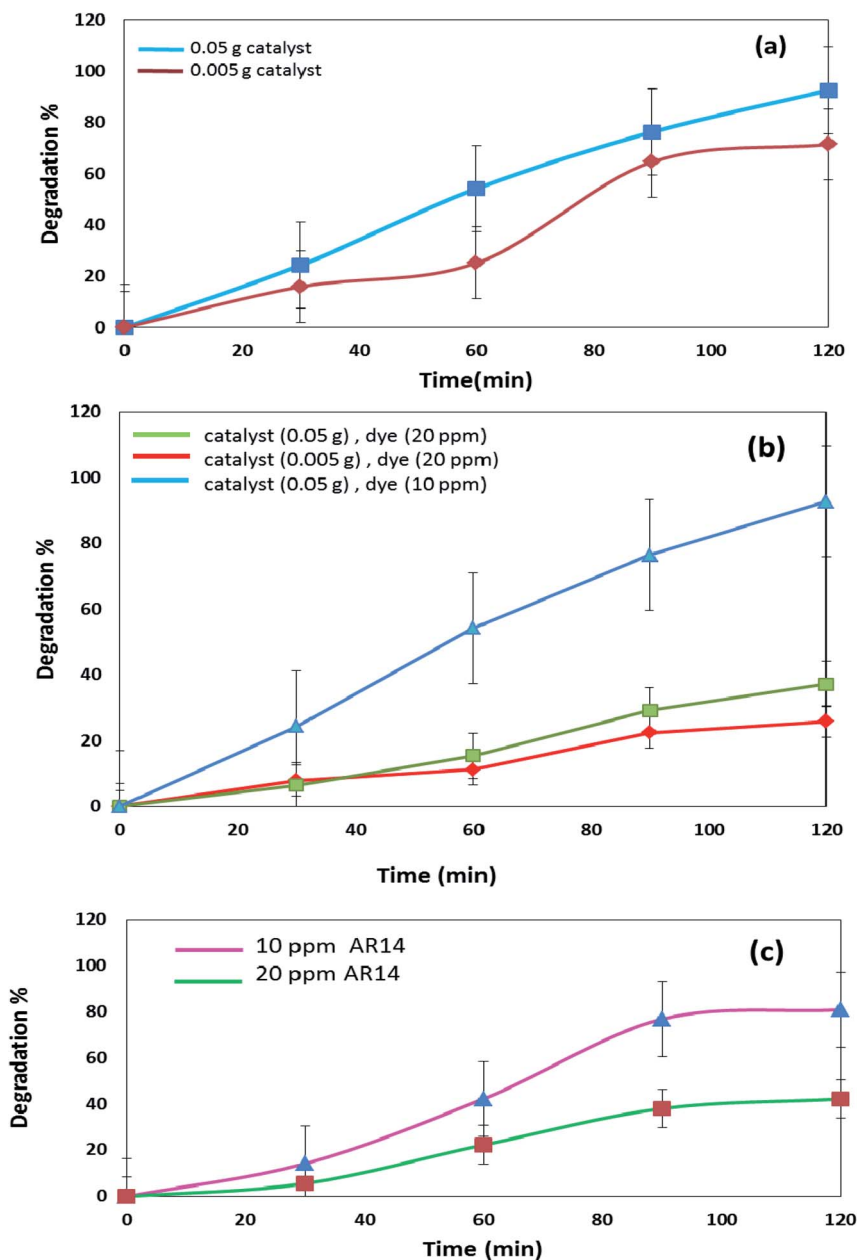 120
0.05 g catalyst
(a)
0.005 g catalyst
100
80
60
40
20
0
Degradation %
0 20 40 60 80 100 120
Time(min)
120
catalyst (0.05 g) , dye (20 ppm)
(b)
catalyst (0.005 g) , dye (20 ppm)
100
catalyst (0.05 g) , dye (10 ppm)
80
60
40
20
0
Degradation %
0 20 40 60 80 100 120
Time (min)
120
10 ppm AR14
(c)
100
20 ppm AR14
80
60
40
20
0
Degradation %
0 20 40 60 80 100 120
Time (min)